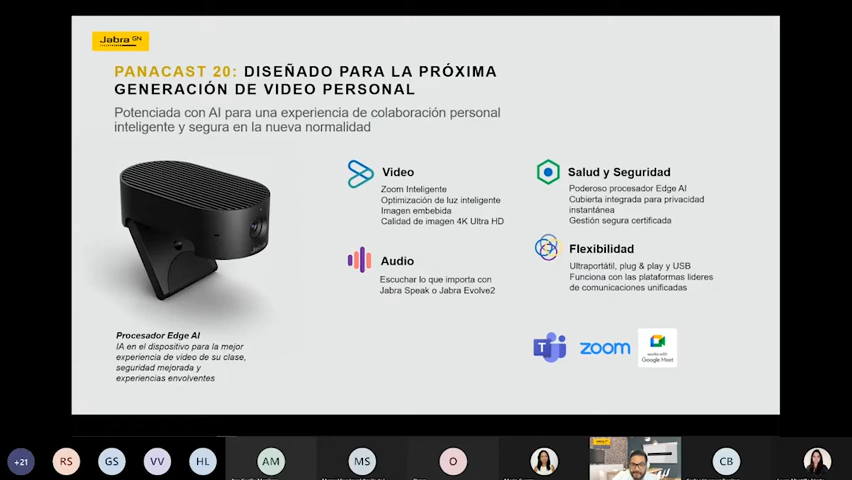 Jabra GN
PANACAST 20: DISEÑADO PARA LA PRÓXIMA
GENERACIÓN DE VIDEO PERSONAL
Potenciada con AI para una experiencia de colaboración personal
inteligente y segura en la nueva normalidad
Video
Zoom Inteligente
Optimización de luz inteligente
Imagen embebida
Calidad de imagen 4K Ultra HD
Salud y Seguridad
Poderoso procesador Edge AI
Cubierta integrada para privacidad
instantánea
Gestión segura certificada
Audio
Escuchar lo que importa con
Jabra Speak o Jabra Evolve2
Flexibilidad
Ultraportátil, plug & play y USB
Funciona con las plataformas lideres
de comunicaciones unificadas
Procesador Edge AI
IA en el dispositivo para la mejor
experiencia de video de su clase,
seguridad mejorada y
experiencias envolventes
T
zoom
works with
Google Meet
+21
RS
GS
VV
HL
AM
MS
O
CB